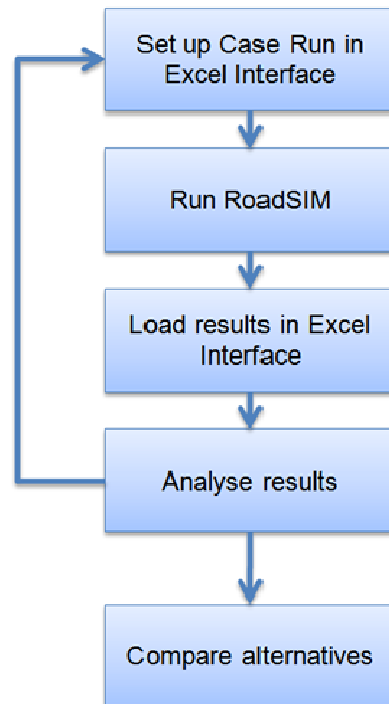 Set up Case Run in
Excel Interface
Run RoadSIM
Load results in Excel
Interface
Analyse results
Compare alternatives